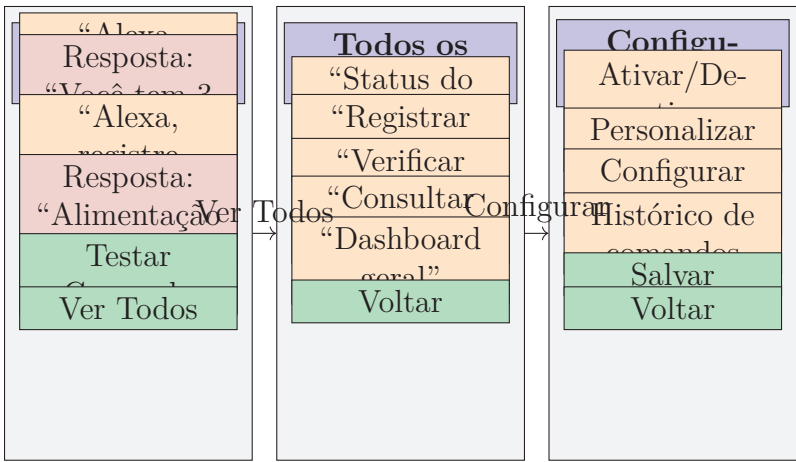 “Alexa,
Resposta:
“Você tem 3
“Alexa,
registre
Resposta:
“Alimentação
Testar
Ver Todos
Ver Todos
Todos os
“Status do
“Registrar
“Verificar
“Consultar
“Dashboard
geral”
Voltar
Configurar
Configu-
Ativar/De-
Personalizar
Configurar
Histórico de
comandos
Salvar
Voltar